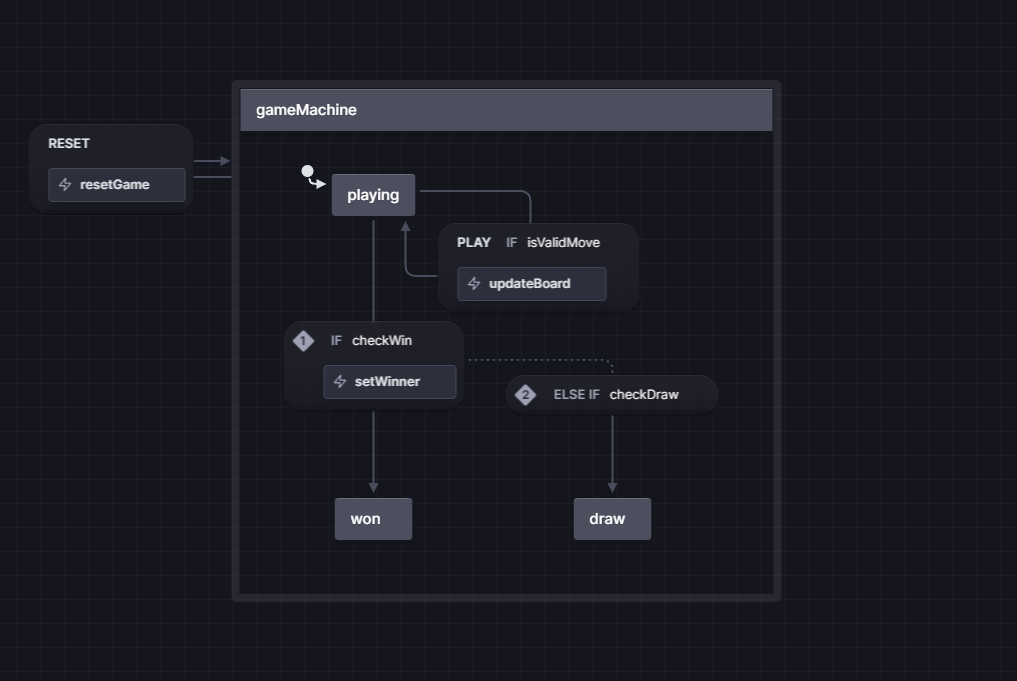 gameMachine
RESET
resetGame
playing
PLAY IF isValidMove
updateBoard
1 IF checkWin
setWinner
2 ELSE IF checkDraw
won
draw